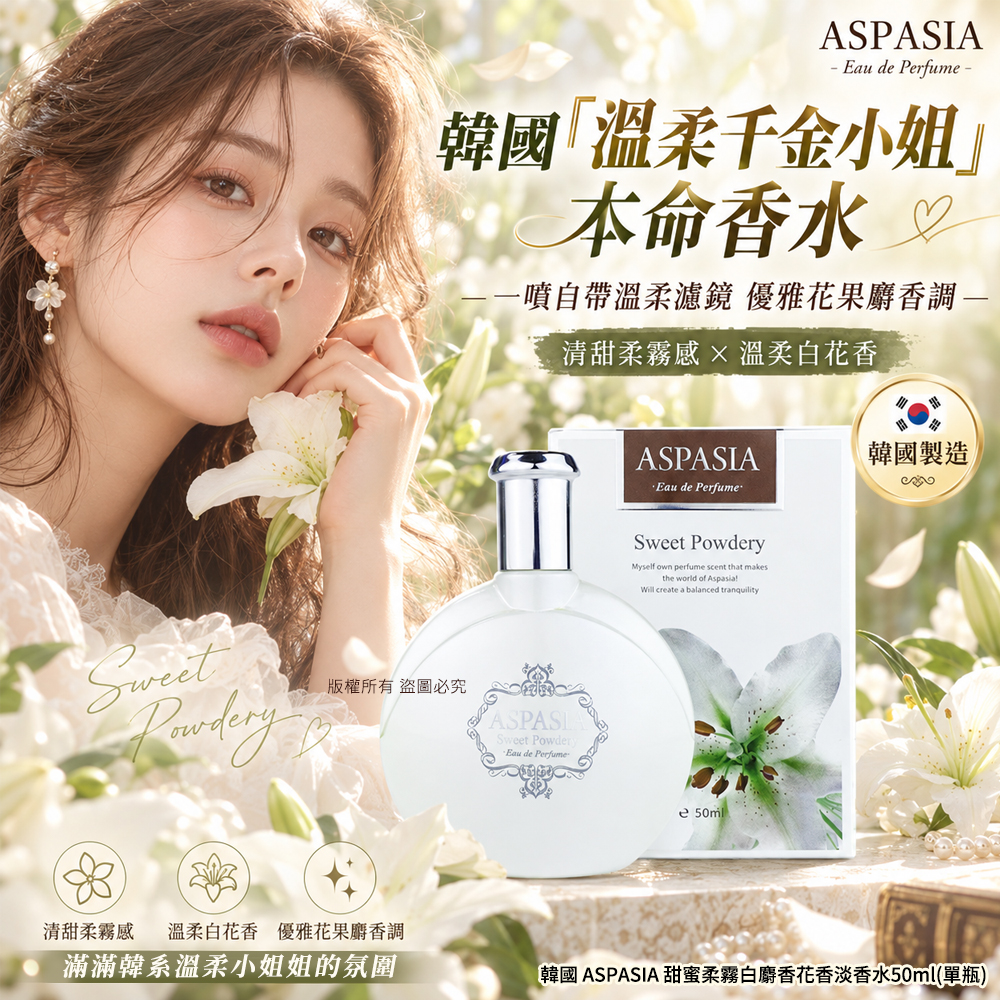 ASPASIA
- Eau de Perfume -
韓國「溫柔千金小姐」
本命香水
一噴自帶溫柔濾鏡 優雅花果麝香調
清甜柔霧感 × 溫柔白花香
韓國製造
ASPASIA
·Eau de Perfume·
Sweet Powdery
Myself own perfume scent that makes
the world of Aspasia!
Will create a balanced tranquility
e 50ml
Sweet
Powdery
版權所有 盜圖必究
ASPASIA
Sweet Powdery
·Eau de Perfume·
清甜柔霧感
溫柔白花香
優雅花果麝香調
滿滿韓系溫柔小姐姐的氛圍
韓國 ASPASIA 甜蜜柔霧白麝香花香淡香水50ml(單瓶)